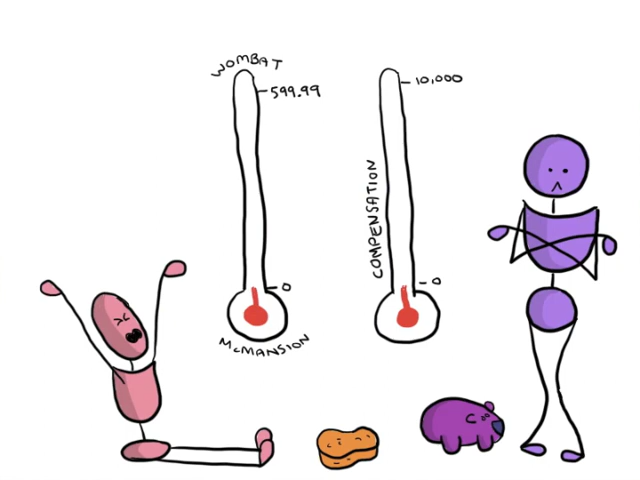 WOMBAT
599.99
0
McMANSION
10,000
COMPENSATION
0